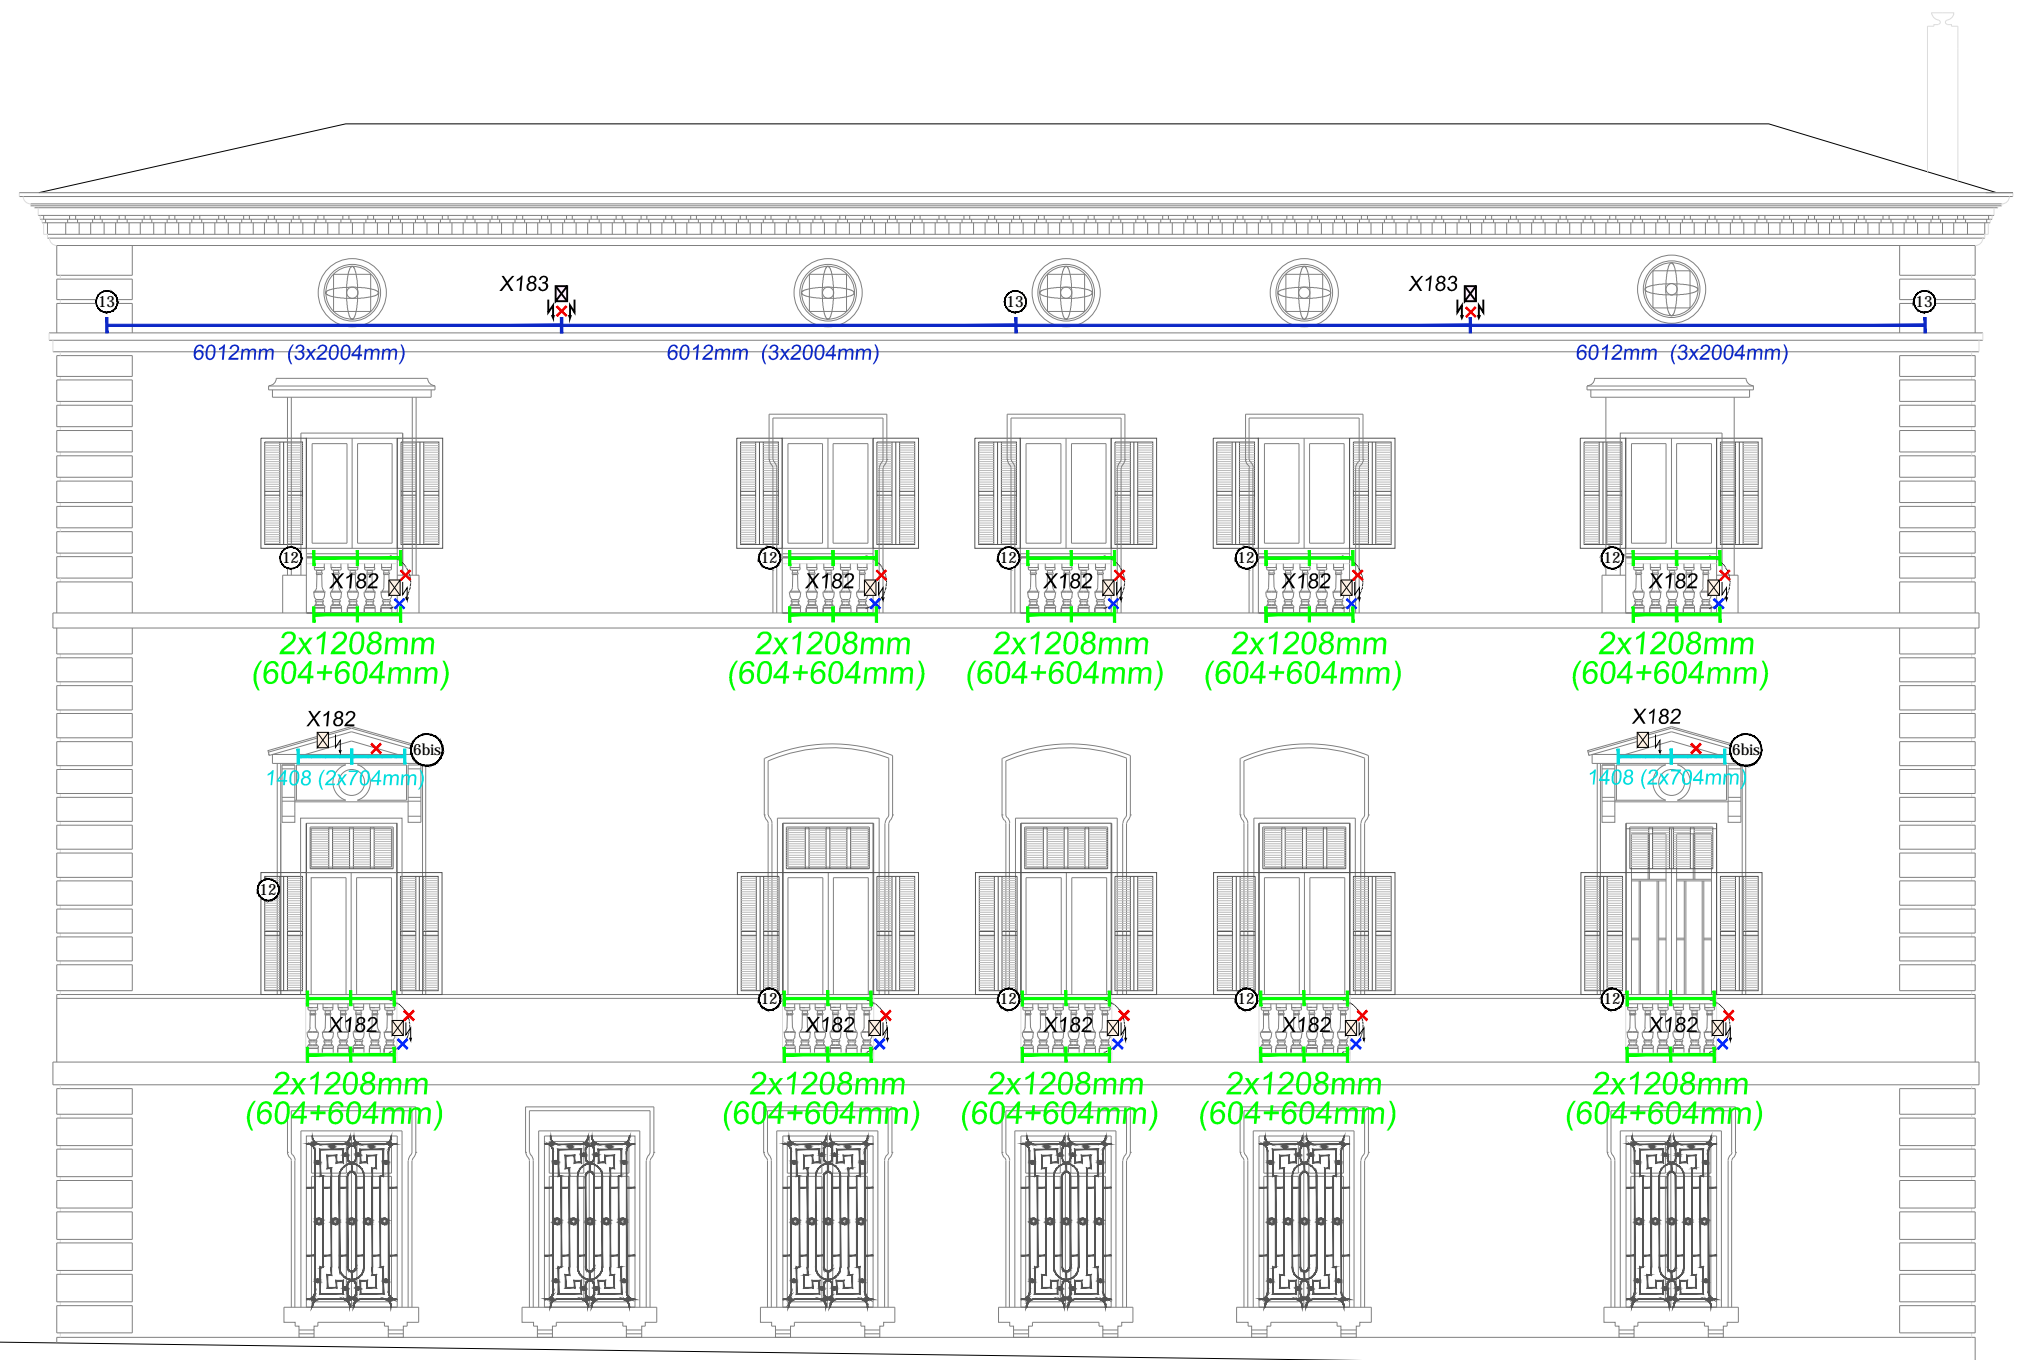 X183 X183
13 13 13
6012mm (3x2004mm) 6012mm (3x2004mm) 6012mm (3x2004mm)
12 12 12 12 12
X182 X182 X182 X182 X182
2x1208mm 2x1208mm 2x1208mm 2x1208mm 2x1208mm
(604+604mm) (604+604mm) (604+604mm) (604+604mm) (604+604mm)
X182 X182
6bis 6bis
1408 (2x704mm) 1408 (2x704mm)
12
12 12 12 12
X182 X182 X182 X182 X182
2x1208mm 2x1208mm 2x1208mm 2x1208mm 2x1208mm
(604+604mm) (604+604mm) (604+604mm) (604+604mm) (604+604mm)